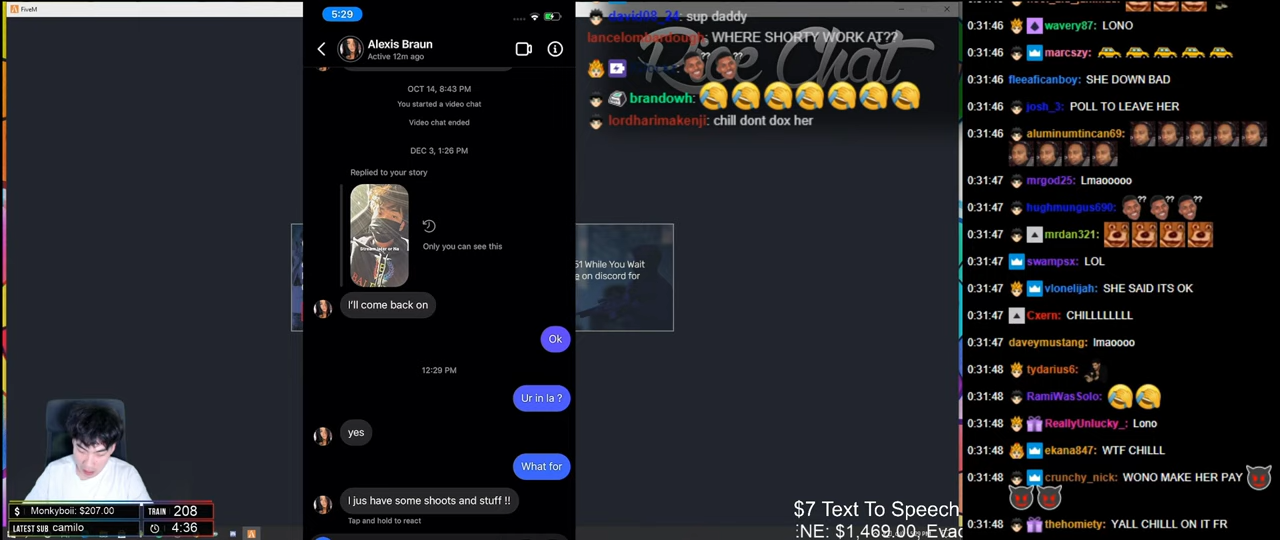 FiveM
5:29
Alexis Braun
Active 12m ago
OCT 14, 8:43 PM
You started a video chat
Video chat ended
DEC 3, 1:26 PM
Replied to your story
Only you can see this
I'll come back on
Ok
12:29 PM
Ur in la ?
yes
What for
I jus have some shoots and stuff !!
Tap and hold to react
51 While You Wait
e on discord for
Rice Chat
david08_24: sup daddy
WHERE SHORTY WORK AT??
brandowh:
lordharimakenji: chill dont dox her
0:31:46 wavery87: LONO
0:31:46 marcszy:
0:31:46 fleeaficanboy: SHE DOWN BAD
0:31:46 josh_3: POLL TO LEAVE HER
0:31:46 aluminumtincan69:
0:31:47 mrgod25: Lmaooooo
0:31:47 hughmungus690:
0:31:47 mrdan321:
0:31:47 swampsx: LOL
0:31:47 vlonelijah: SHE SAID ITS OK
0:31:47 Cxern: CHILLLLLLLL
0:31:47 daveymustang: lmaoooo
0:31:48 tydarius6:
0:31:48 RamiWasSolo:
0:31:48 ReallyUnlucky_: Lono
0:31:48 ekana847: WTF CHILLL
0:31:48 crunchy_nick: WONO MAKE HER PAY
0:31:48 thehomiety: YALL CHILLL ON IT FR
$ Monkyboii: $207.00
TRAIN 208
LATEST SUB camilo
4:36
$7 Text To Speech
:NE: $1,469.00, Evad